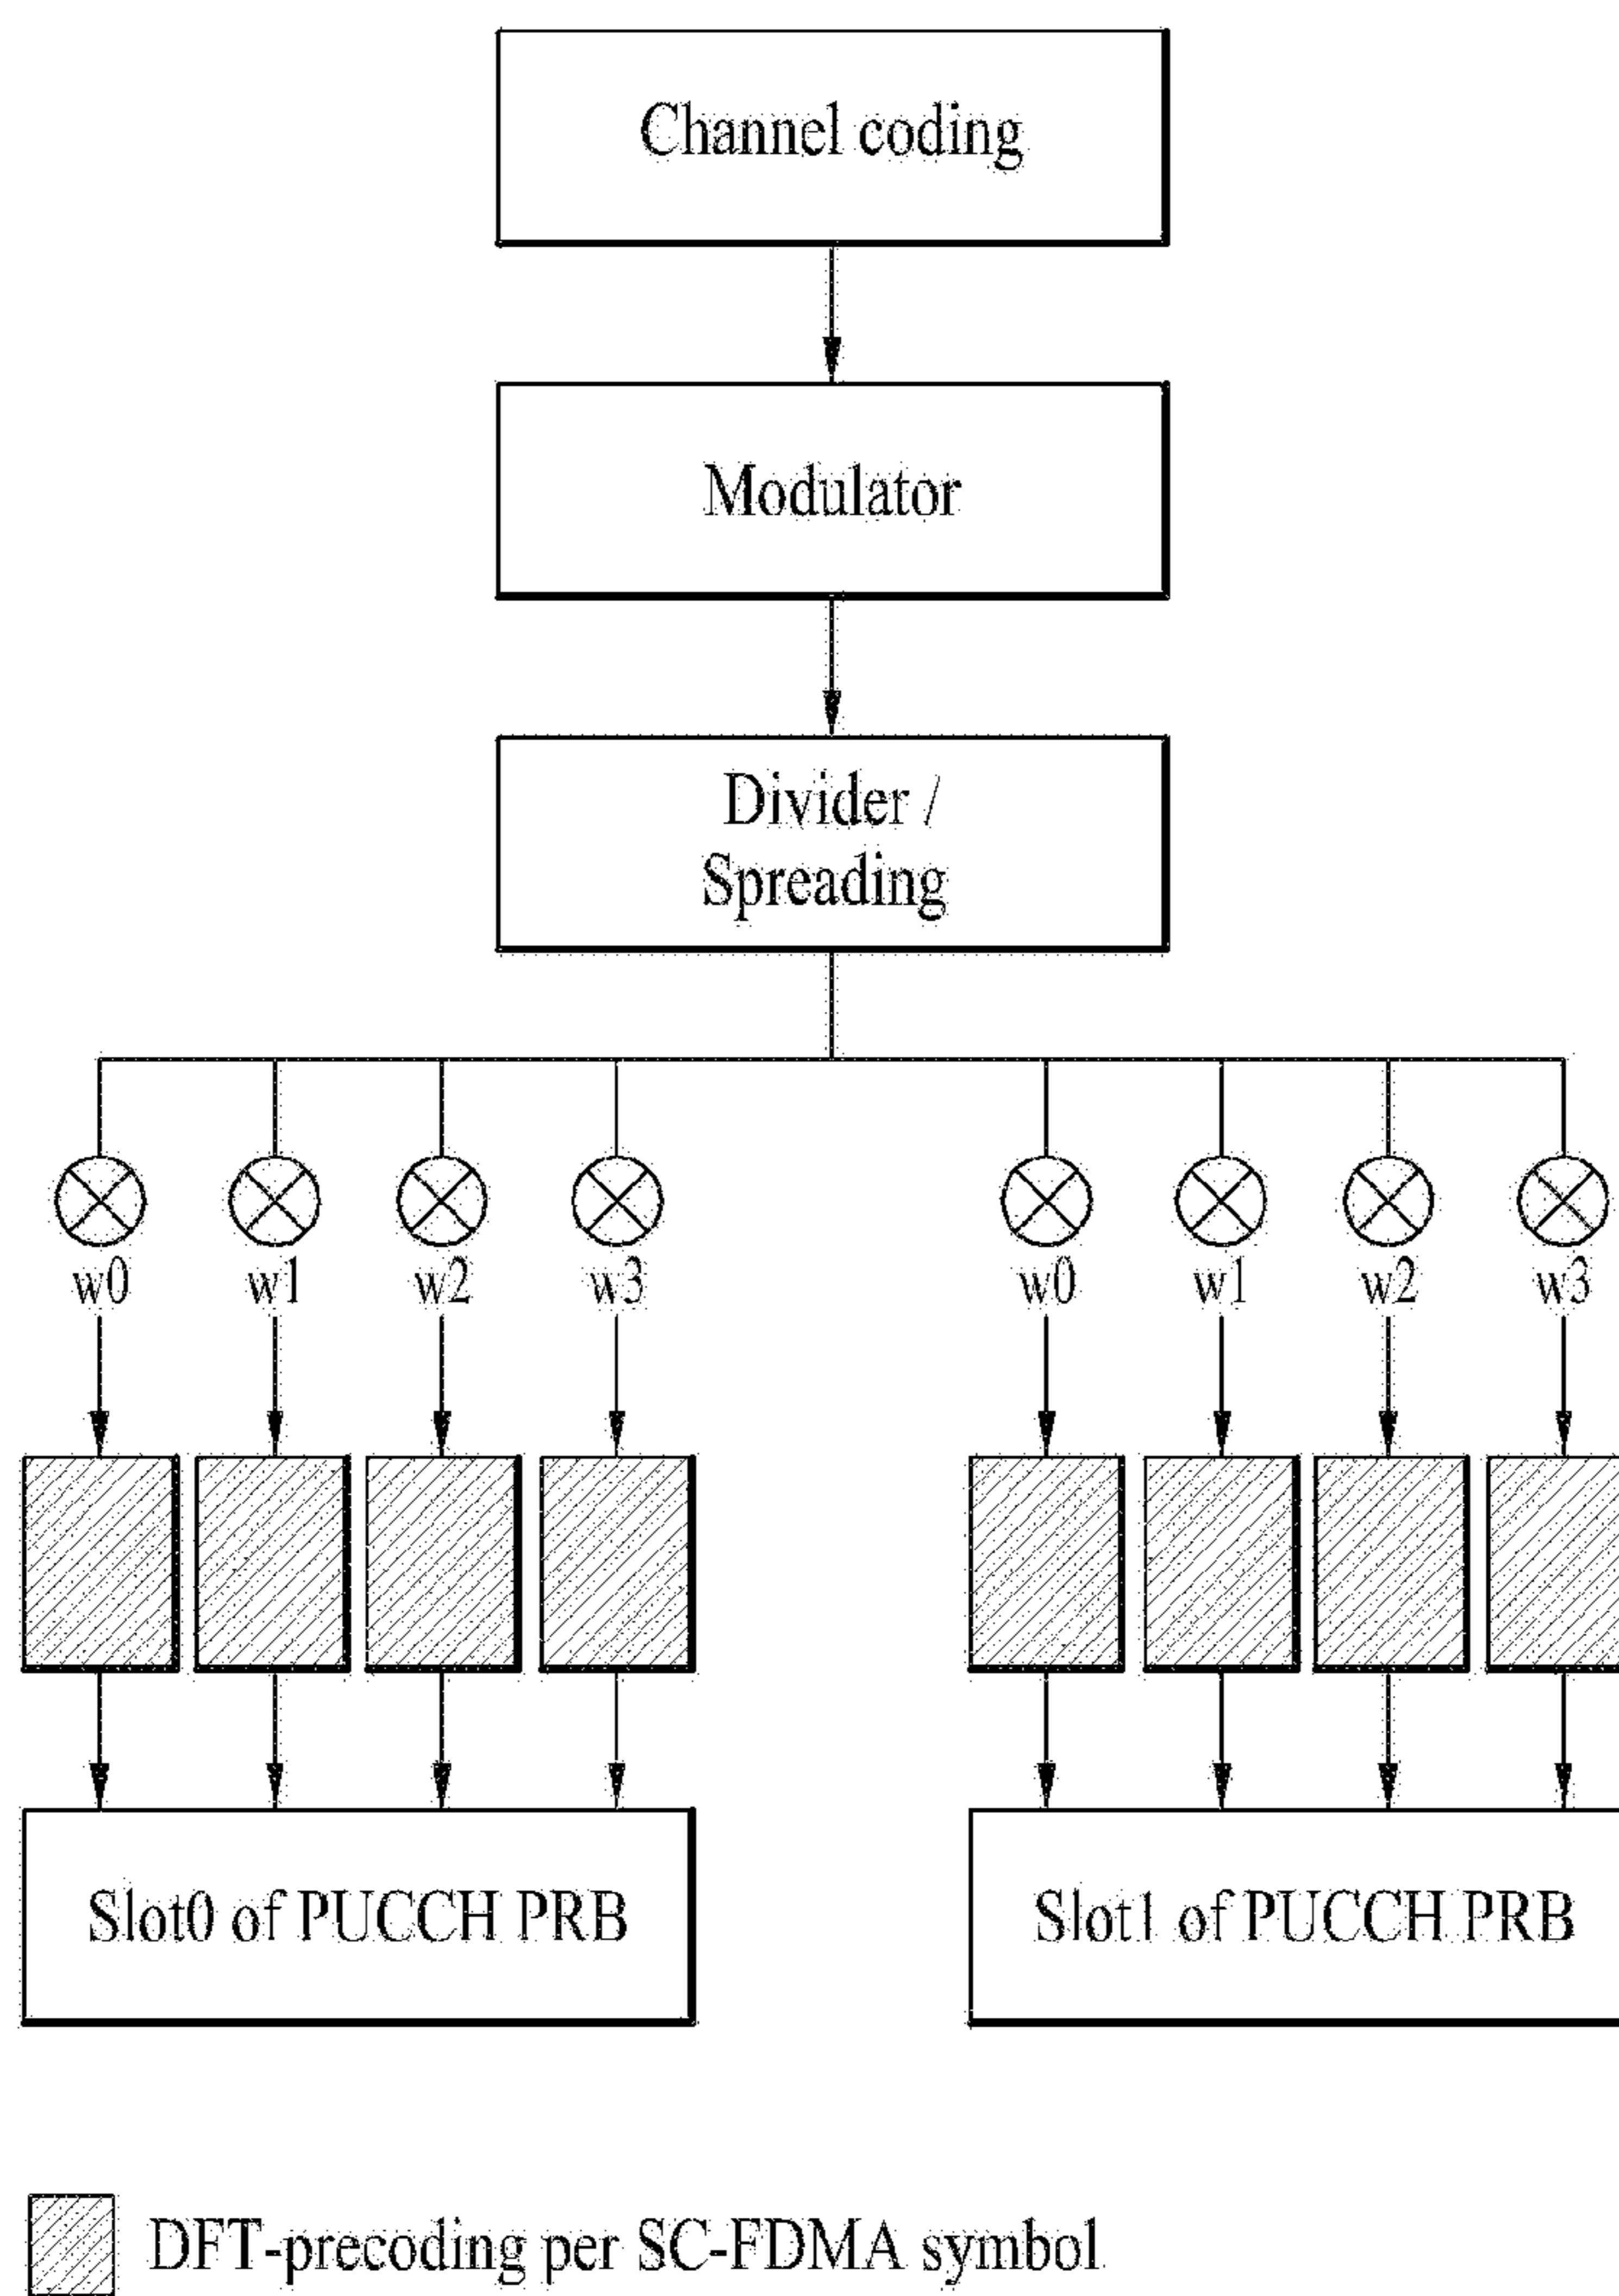 Channel coding
Modulator
Divider /
Spreading
w0 w1 w2 w3 w0 w1 w2 w3
Slot0 of PUCCH PRB Slot1 of PUCCH PRB
DFT-precoding per SC-FDMA symbol